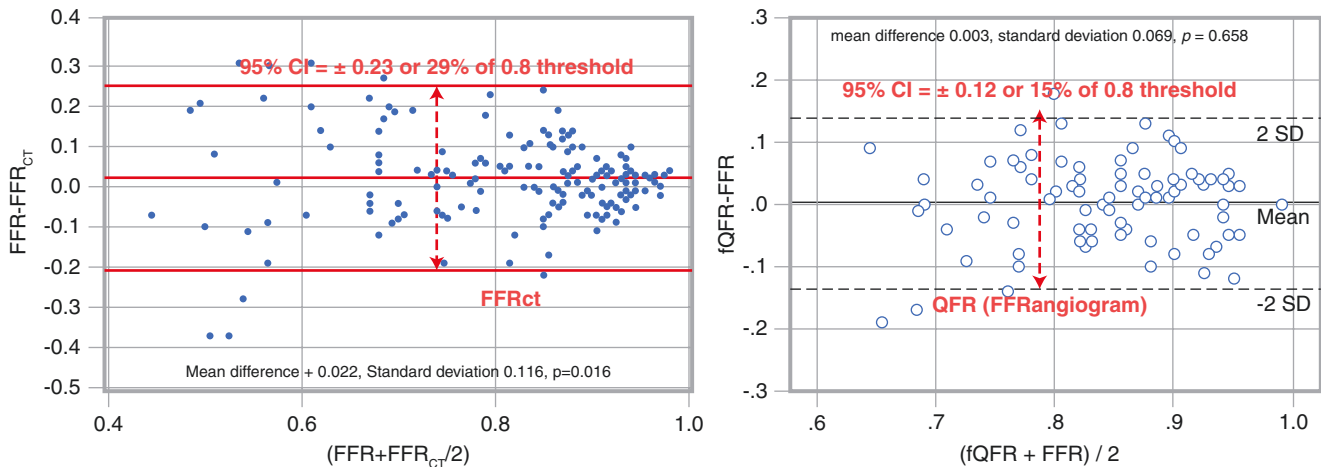 0.4
0.3
0.2
0.1
0.0
-0.1
-0.2
-0.3
-0.4
-0.5
FFR-FFRCT
95% CI = ± 0.23 or 29% of 0.8 threshold
FFRct
Mean difference + 0.022, Standard deviation 0.116, p=0.016
0.4 0.6 0.8 1.0
(FFR+FFRCT/2)
.3
.2
.1
0
-.1
-.2
-.3
fQFR-FFR
mean difference 0.003, standard deviation 0.069, p = 0.658
95% CI = ± 0.12 or 15% of 0.8 threshold
2 SD
Mean
QFR (FFRangiogram)
-2 SD
.6 .7 .8 .9 1.0
(fQFR + FFR) / 2